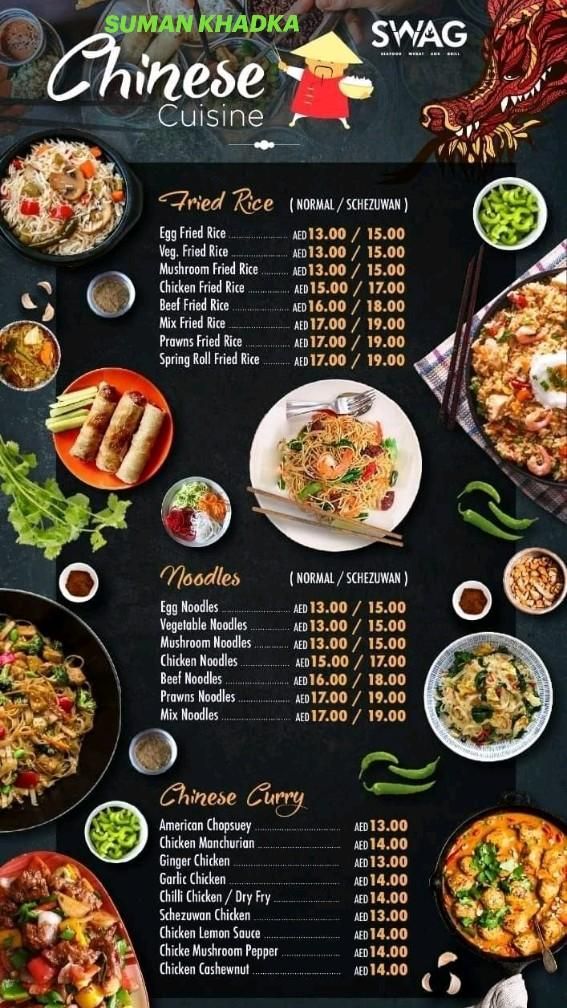 SUMAN KHADKA
Chinese
Cuisine
SWAG
Fried Rice ( NORMAL / SCHEZUWAN )
Egg Fried Rice AED 13.00 / 15.00
Veg. Fried Rice AED 13.00 / 15.00
Mushroom Fried Rice AED 13.00 / 15.00
Chicken Fried Rice AED 15.00 / 17.00
Beef Fried Rice AED 16.00 / 18.00
Mix Fried Rice AED 17.00 / 19.00
Prawns Fried Rice AED 17.00 / 19.00
Spring Roll Fried Rice AED 17.00 / 19.00
Noodles ( NORMAL / SCHEZUWAN )
Egg Noodles AED 13.00 / 15.00
Vegetable Noodles AED 13.00 / 15.00
Mushroom Noodles AED 13.00 / 15.00
Chicken Noodles AED 15.00 / 17.00
Beef Noodles AED 16.00 / 18.00
Prawns Noodles AED 17.00 / 19.00
Mix Noodles AED 17.00 / 19.00
Chinese Curry
American Chopsuey AED 13.00
Chicken Manchurian AED 14.00
Ginger Chicken AED 13.00
Garlic Chicken AED 14.00
Chilli Chicken / Dry Fry AED 14.00
Schezuwan Chicken AED 13.00
Chicken Lemon Sauce AED 14.00
Chicke Mushroom Pepper AED 14.00
Chicken Cashewnut AED 14.00